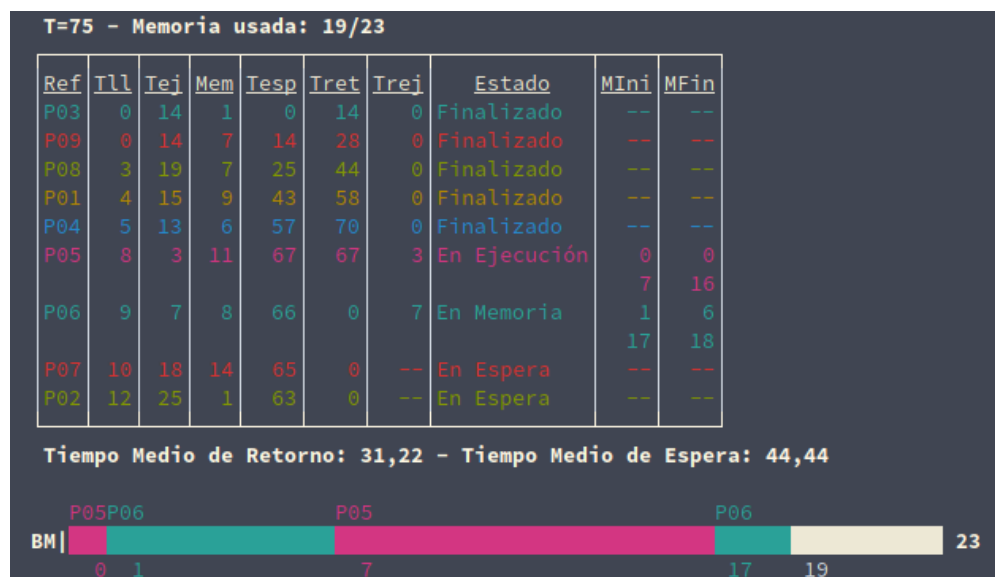 T=75 – Memoria usada: 19/23
Ref Tll Tej Mem Tesp Tret Trej Estado MIni MFin
P03 0 14 1 0 14 0 Finalizado -- --
P09 0 14 7 14 28 0 Finalizado -- --
P08 3 19 7 25 44 0 Finalizado -- --
P01 4 15 9 43 58 0 Finalizado -- --
P04 5 13 6 57 70 0 Finalizado -- --
P05 8 3 11 67 67 3 En Ejecución 0 0
7 16
P06 9 7 8 66 0 7 En Memoria 1 6
17 18
P07 10 18 14 65 0 -- En Espera -- --
P02 12 25 1 63 0 -- En Espera -- --
Tiempo Medio de Retorno: 31,22 – Tiempo Medio de Espera: 44,44
P05P06 P05 P06
BM| 23
0 1 7 17 19